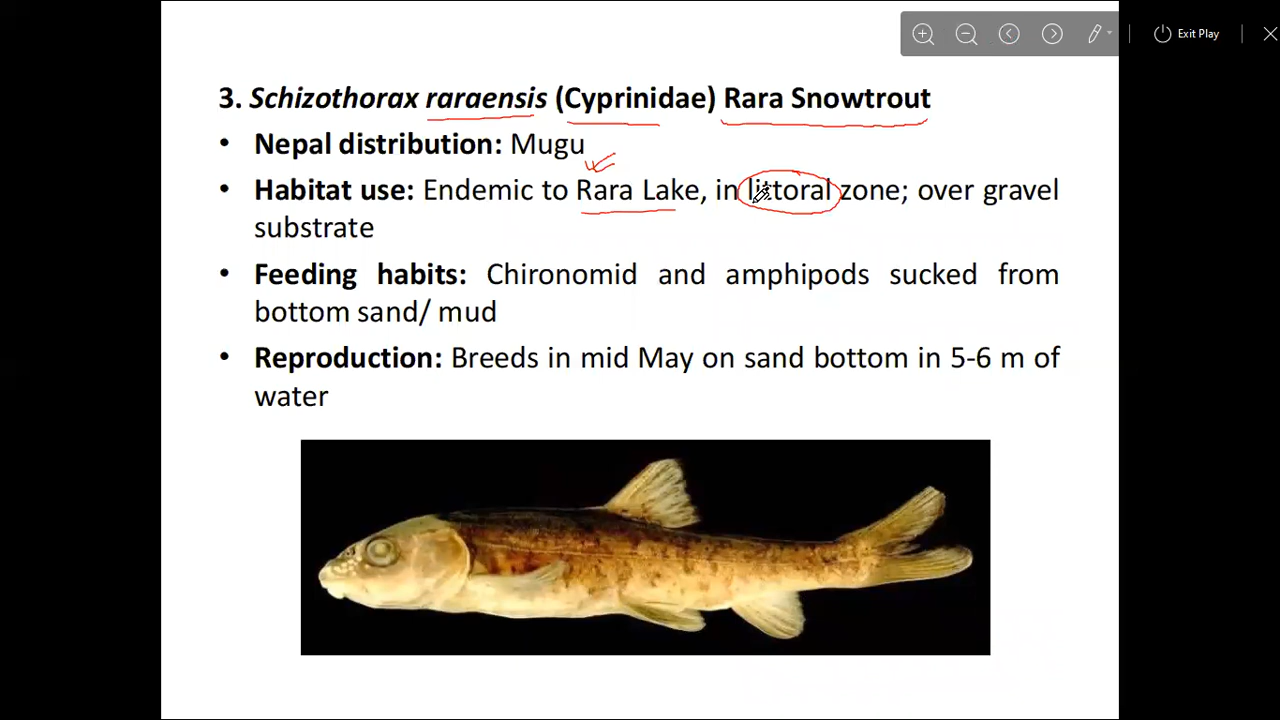 Exit Play
3. Schizothorax raraensis (Cyprinidae) Rara Snowtrout
• Nepal distribution: Mugu
• Habitat use: Endemic to Rara Lake, in littoral zone; over gravel
substrate
• Feeding habits: Chironomid and amphipods sucked from
bottom sand/ mud
• Reproduction: Breeds in mid May on sand bottom in 5-6 m of
water